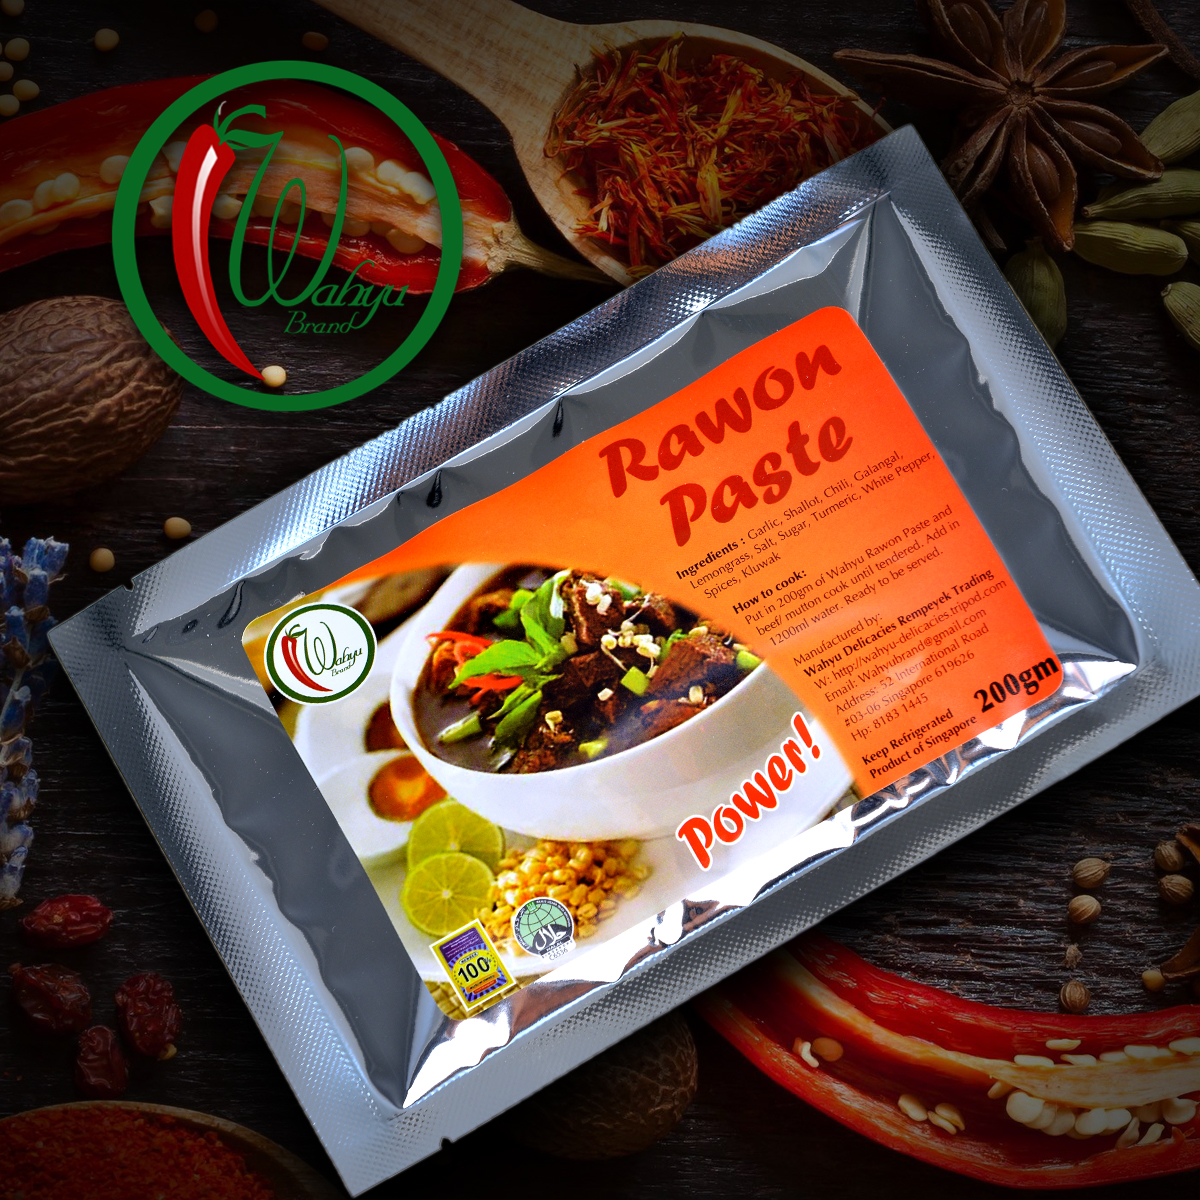 Wahyu
Brand
Rawon
Paste
Ingredients : Garlic, Shallot, Chili, Galangal,
Lemongrass, Salt, Sugar, Turmeric, White Pepper,
Spices, Kluwak
How to cook:
Put in 200gm of Wahyu Rawon Paste and
beef/ mutton cook until tendered. Add in
1200ml water. Ready to be served.
Manufactured by:
Wahyu Delicacies Rempeyek Trading
W: http://wahyu-delicacies.tripod.com
Email: Wahyubrand@gmail.com
Address: 52 International Road
#03-06 Singapore 619626
Hp: 8183 1445
Keep Refrigerated
Product of Singapore
200gm
Wahyu
Brand
Power!
100%
حلال